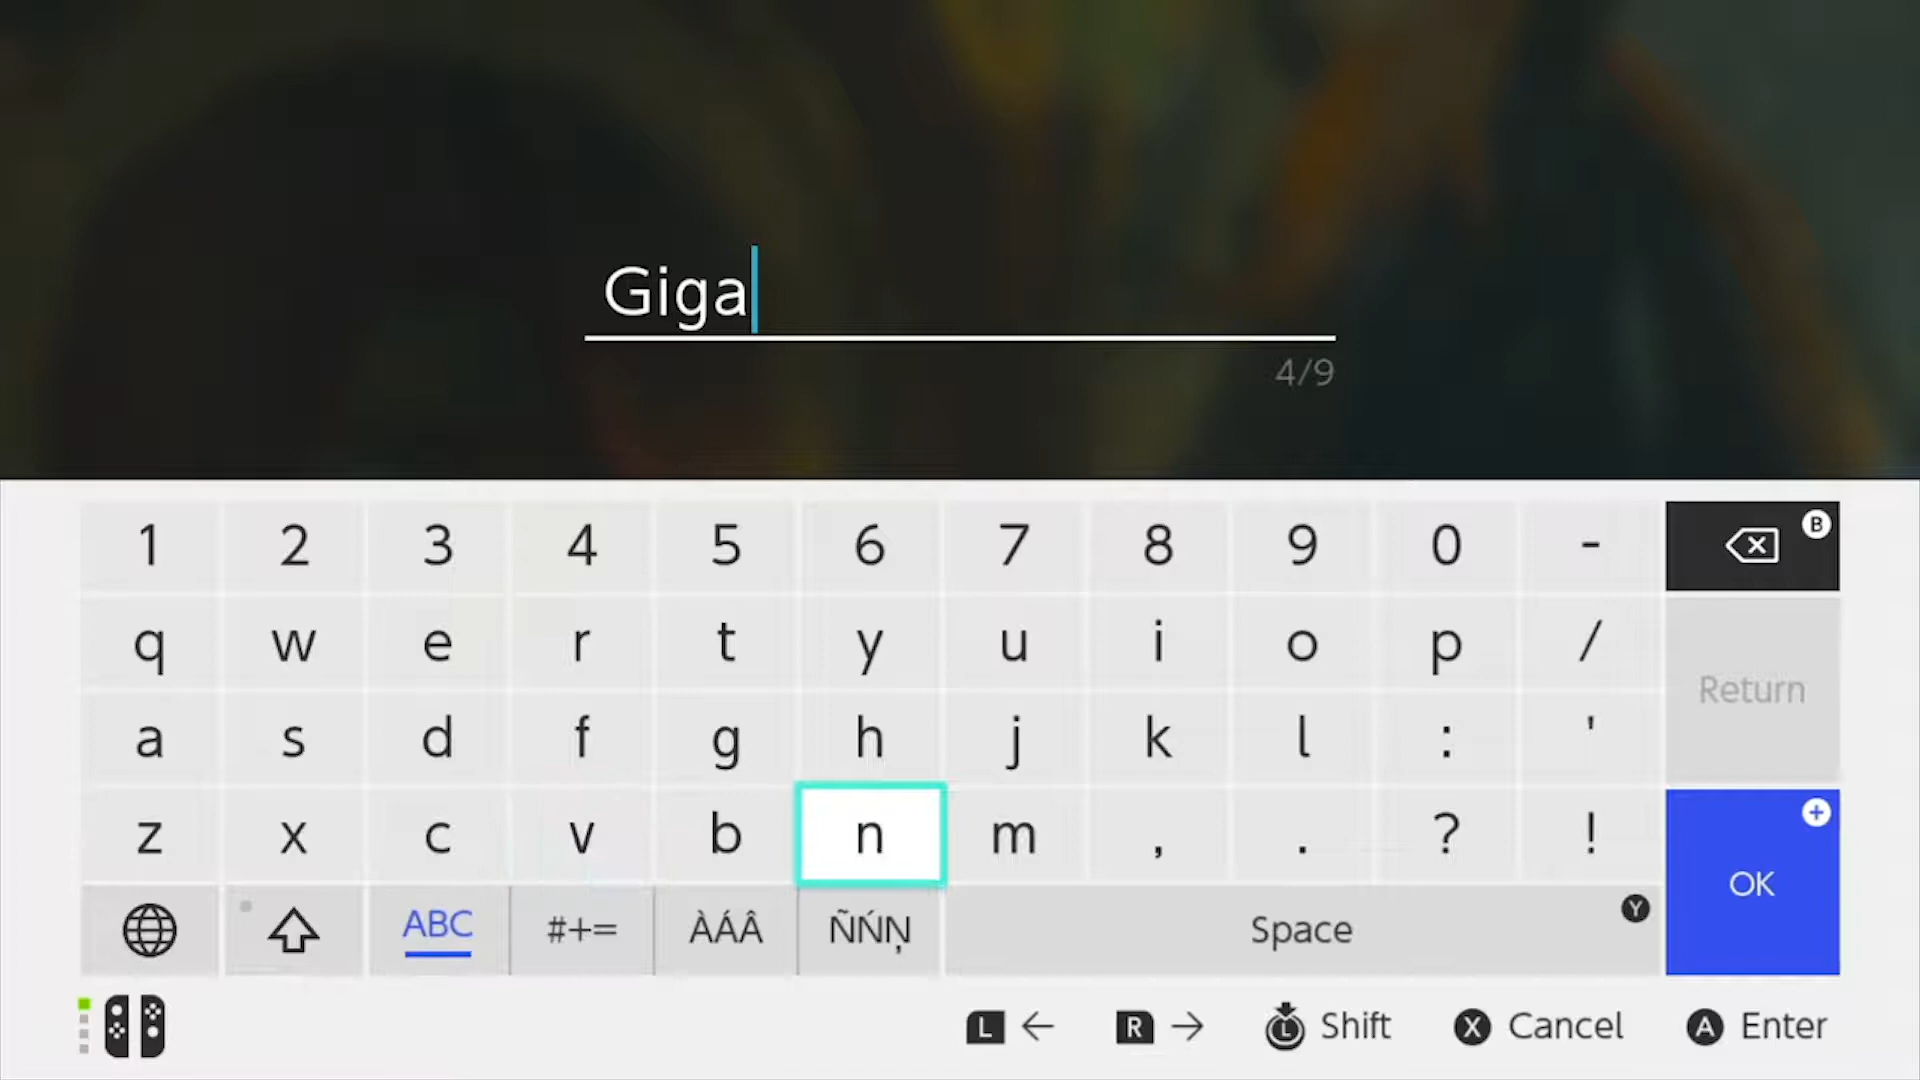 Giga
4/9
1 2 3 4 5 6 7 8 9 0 - B
q w e r t y u i o p /
Return
a s d f g h j k l : '
z x c v b n m , . ? !
OK
ABC #+= ÀÁÂ ÑŃŅ Space Y
L ← R → L Shift X Cancel A Enter